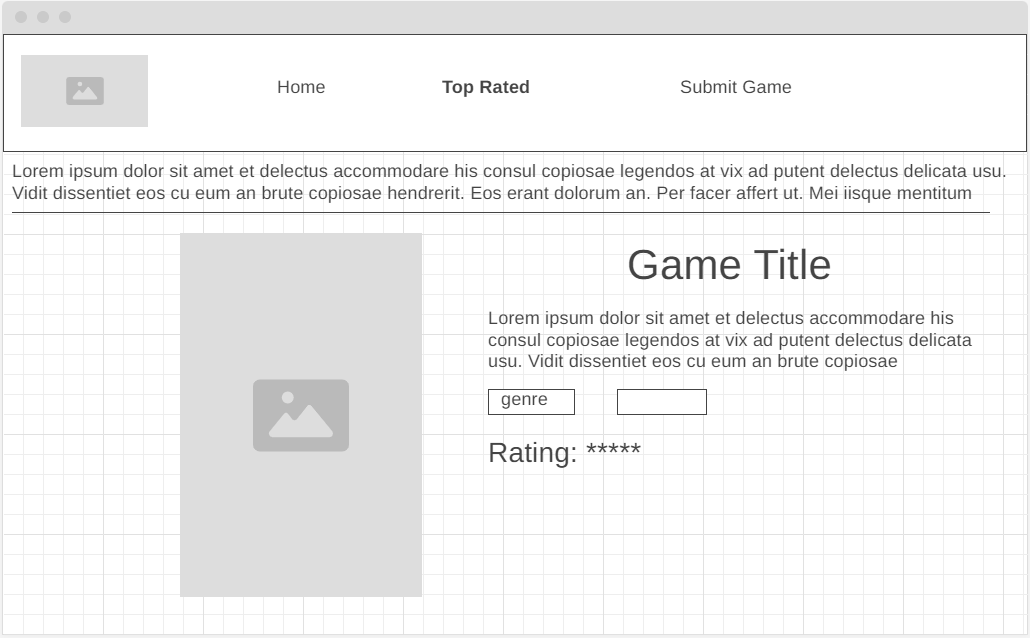 Home Top Rated Submit Game
Lorem ipsum dolor sit amet et delectus accommodare his consul copiosae legendos at vix ad putent delectus delicata usu.
Vidit dissentiet eos cu eum an brute copiosae hendrerit. Eos erant dolorum an. Per facer affert ut. Mei iisque mentitum
Game Title
Lorem ipsum dolor sit amet et delectus accommodare his
consul copiosae legendos at vix ad putent delectus delicata
usu. Vidit dissentiet eos cu eum an brute copiosae
genre
Rating: *****